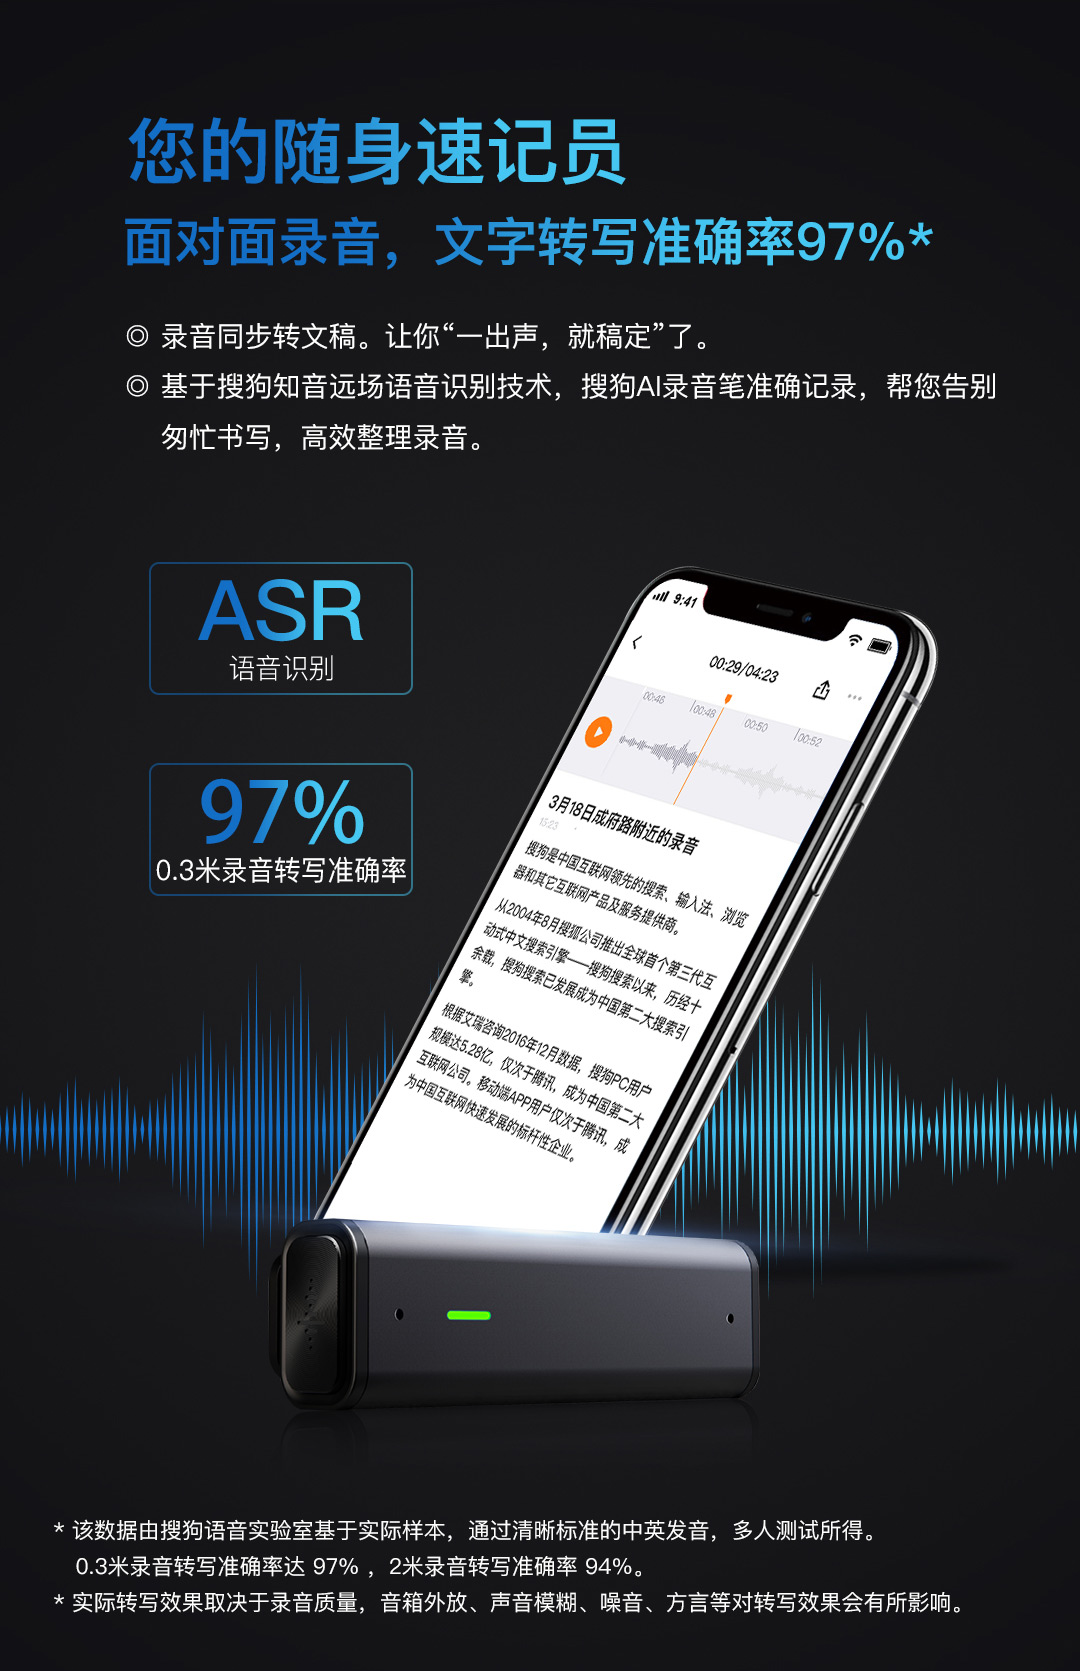 您的随身速记员
面对面录音，文字转写准确率97%*
◎ 录音同步转文稿。让你“一出声，就稿定”了。
◎ 基于搜狗知音远场语音识别技术，搜狗AI录音笔准确记录，帮您告别
匆忙书写，高效整理录音。
ASR
语音识别
97%
0.3米录音转写准确率
9:41
00:29/04:23
00:46
00:48
00:50
00:52
3月18日成府路附近的录音
15:23
搜狗是中国互联网领先的搜索、输入法、浏览
器和其它互联网产品及服务提供商。
从2004年8月搜狐公司推出全球首个第三代互
动式中文搜索引擎——搜狗搜索以来，历经十
余载，搜狗搜索已发展成为中国第二大搜索引
擎。
根据艾瑞咨询2016年12月数据，搜狗PC用户
规模达5.28亿，仅次于腾讯，成为中国第二大
互联网公司。移动端APP用户仅次于腾讯，成
为中国互联网快速发展的标杆性企业。
* 该数据由搜狗语音实验室基于实际样本，通过清晰标准的中英发音，多人测试所得。
0.3米录音转写准确率达 97% ，2米录音转写准确率 94%。
* 实际转写效果取决于录音质量，音箱外放、声音模糊、噪音、方言等对转写效果会有所影响。